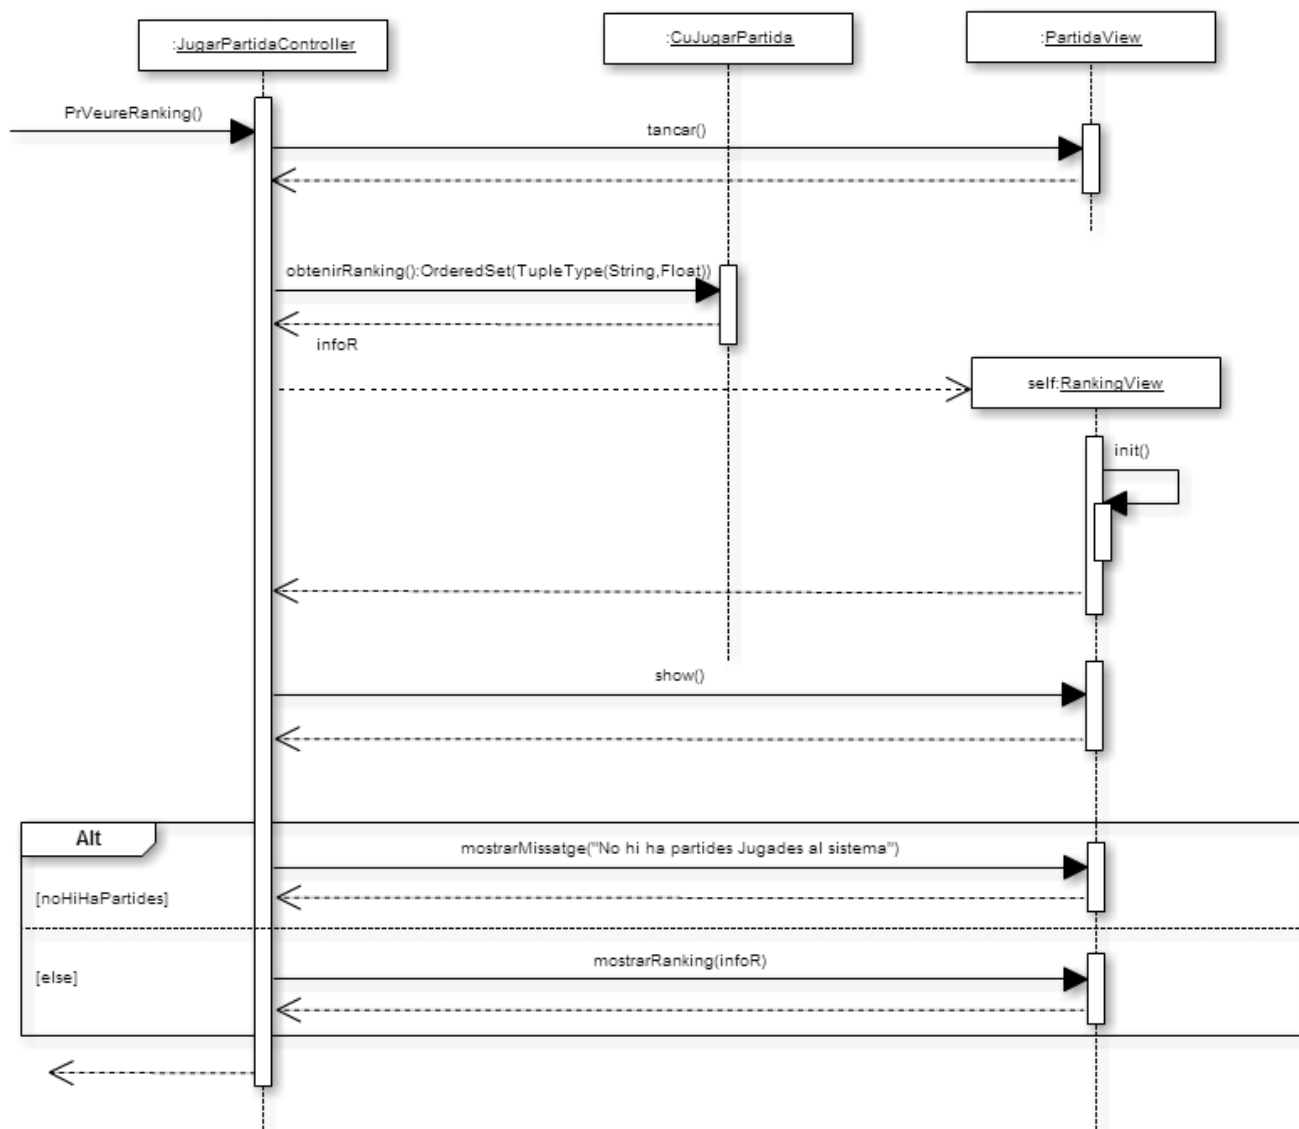 :JugarPartidaController
:CuJugarPartida
:PartidaView
PrVeureRanking()
tancar()
obtenirRanking():OrderedSet(TupleType(String,Float))
infoR
self:RankingView
init()
show()
Alt
mostrarMissatge("No hi ha partides Jugades al sistema")
[noHiHaPartides]
mostrarRanking(infoR)
[else]